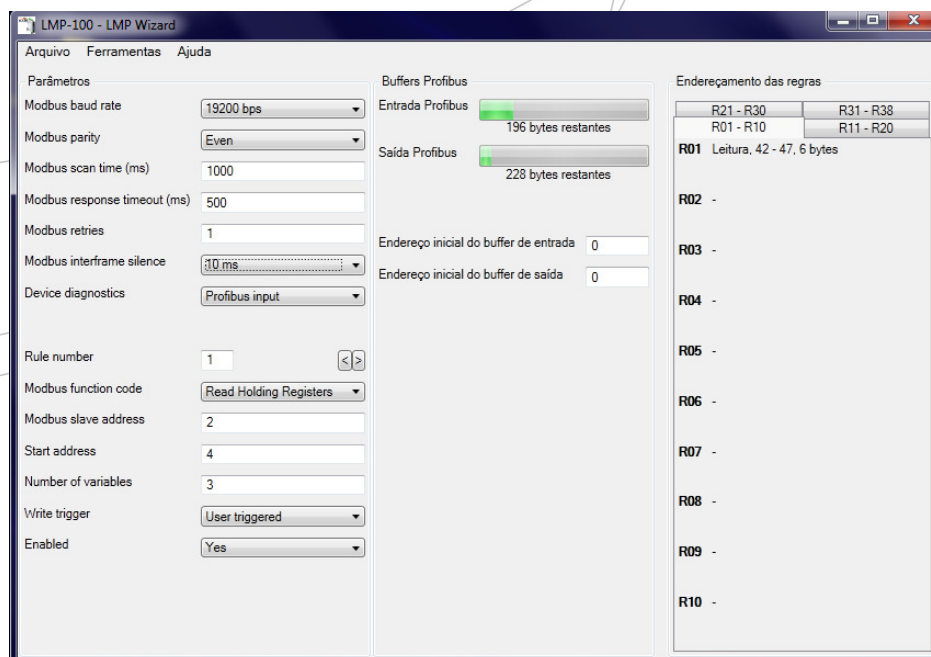 LMP-100 - LMP Wizard
Arquivo Ferramentas Ajuda
Parâmetros
Modbus baud rate 19200 bps
Modbus parity Even
Modbus scan time (ms) 1000
Modbus response timeout (ms) 500
Modbus retries 1
Modbus interframe silence 10 ms
Device diagnostics Profibus input
Rule number 1 < >
Modbus function code Read Holding Registers
Modbus slave address 2
Start address 4
Number of variables 3
Write trigger User triggered
Enabled Yes
Buffers Profibus
Entrada Profibus
196 bytes restantes
Saída Profibus
228 bytes restantes
Endereço inicial do buffer de entrada 0
Endereço inicial do buffer de saída 0
Endereçamento das regras
R21 - R30 R31 - R38
R01 - R10 R11 - R20
R01 Leitura, 42 - 47, 6 bytes
R02 -
R03 -
R04 -
R05 -
R06 -
R07 -
R08 -
R09 -
R10 -